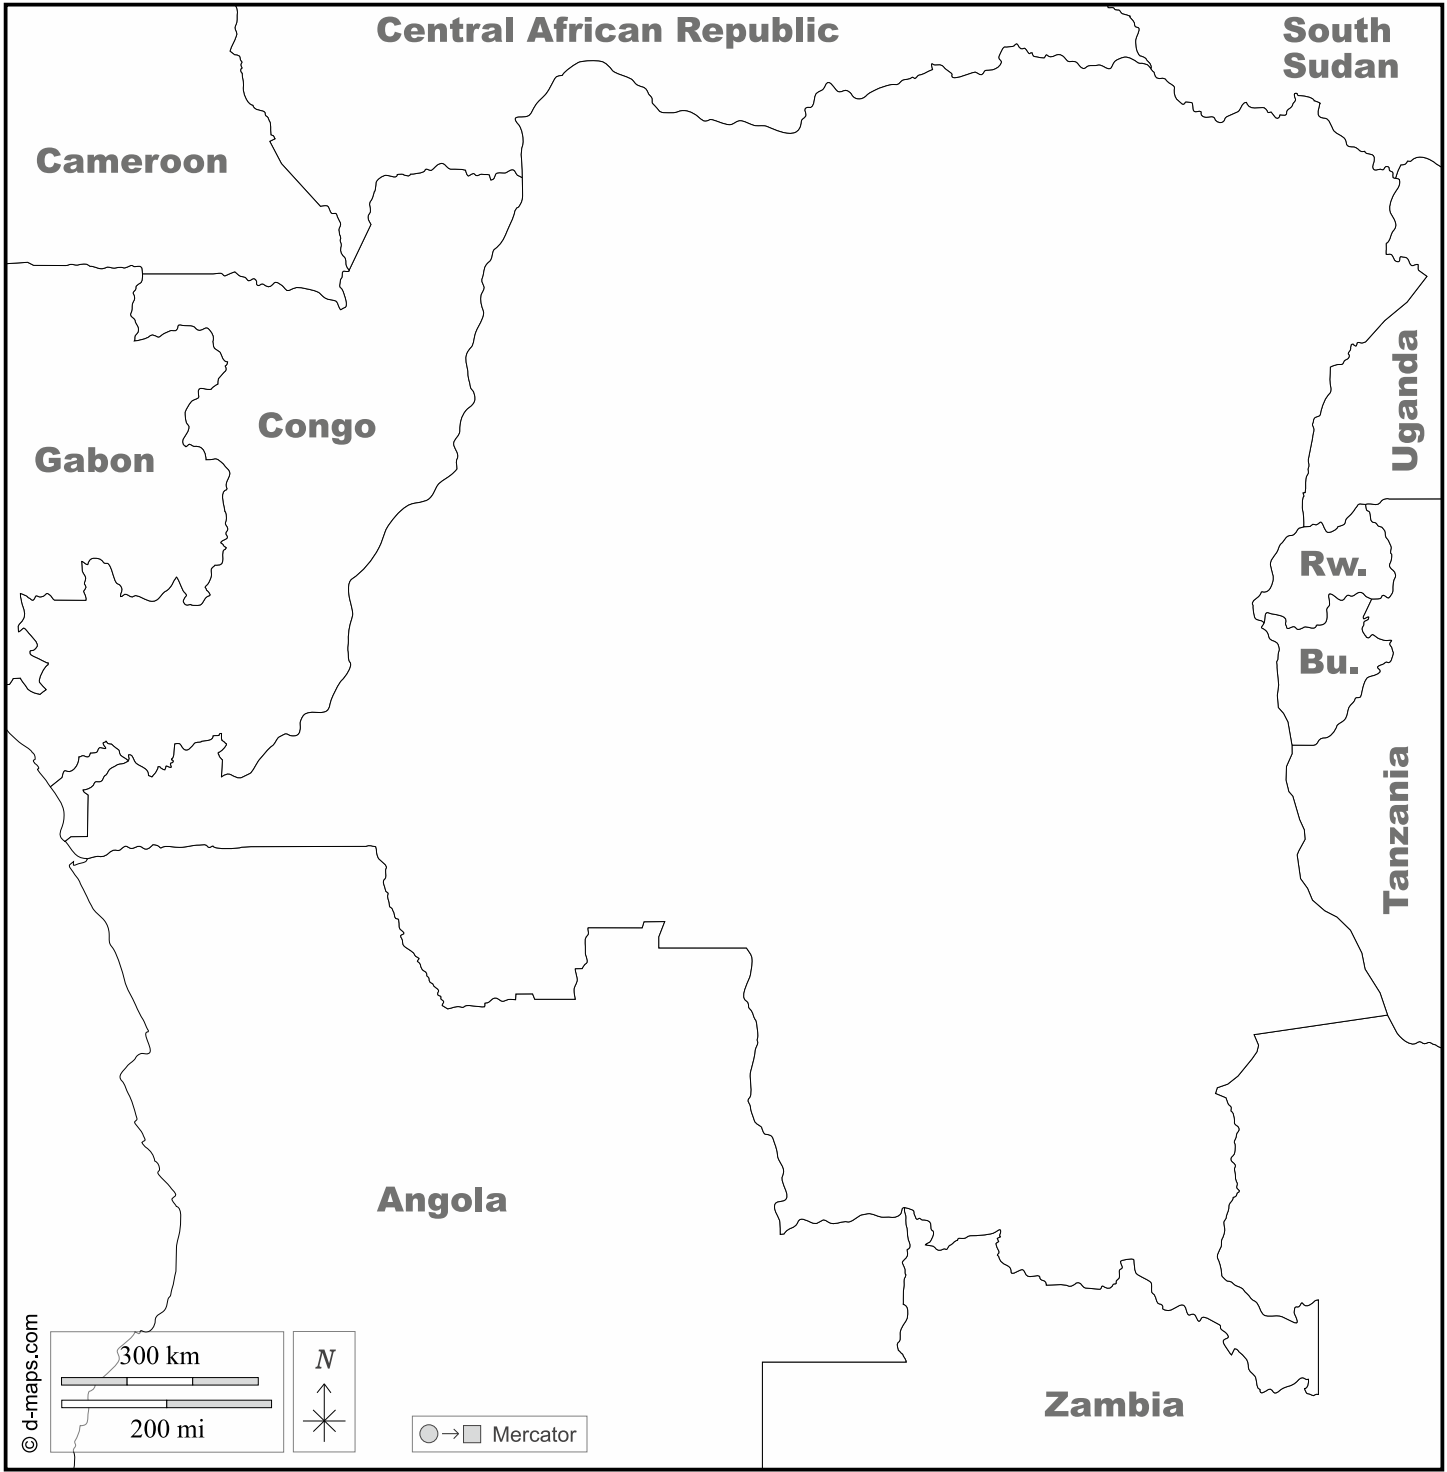 Central African Republic
South
Sudan
Cameroon
Uganda
Congo
Gabon
Rw.
Bu.
Tanzania
Angola
Zambia
© d-maps.com
300 km
200 mi
N
Mercator